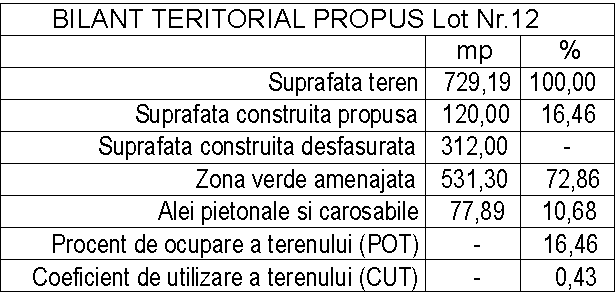 BILANT TERITORIAL PROPUS Lot Nr.12
mp %
Suprafata teren 729,19 100,00
Suprafata construita propusa 120,00 16,46
Suprafata construita desfasurata 312,00 -
Zona verde amenajata 531,30 72,86
Alei pietonale si carosabile 77,89 10,68
Procent de ocupare a terenului (POT) - 16,46
Coeficient de utilizare a terenului (CUT) - 0,43